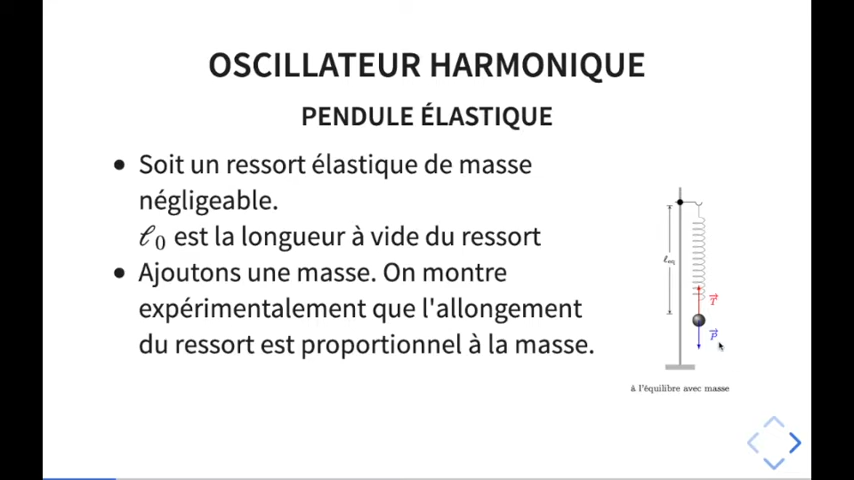 OSCILLATEUR HARMONIQUE
PENDULE ÉLASTIQUE
• Soit un ressort élastique de masse
négligeable.
ℓ₀ est la longueur à vide du ressort
• Ajoutons une masse. On montre
expérimentalement que l'allongement
du ressort est proportionnel à la masse.
ℓeq
T⃗
P⃗
à l'équilibre avec masse